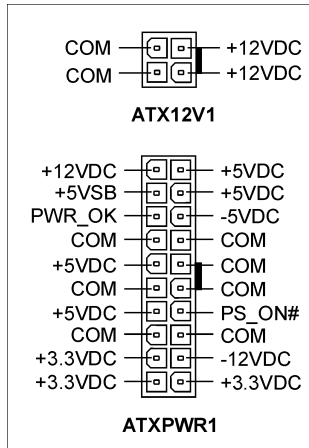 COM +12VDC
COM +12VDC
ATX12V1
+12VDC +5VDC
+5VSB +5VDC
PWR_OK -5VDC
COM COM
+5VDC COM
COM COM
+5VDC PS_ON#
COM COM
+3.3VDC -12VDC
+3.3VDC +3.3VDC
ATXPWR1